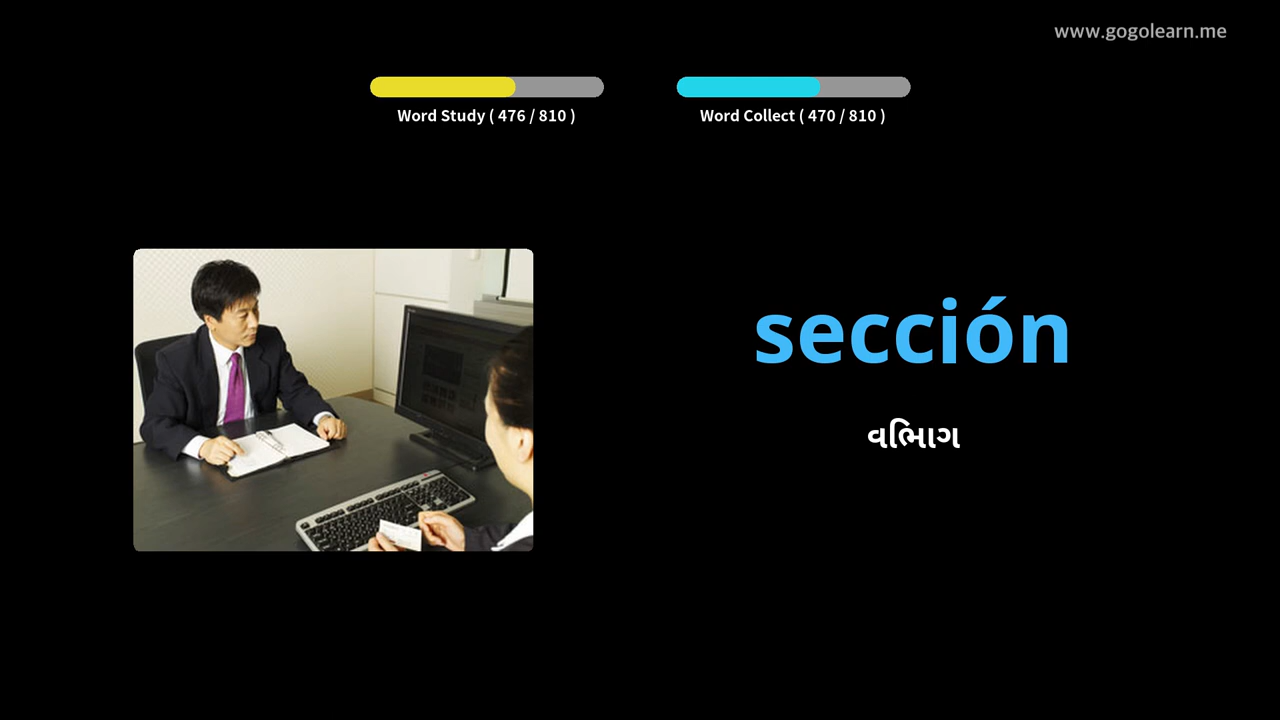 www.gogolearn.me
Word Study ( 476 / 810 )
Word Collect ( 470 / 810 )
sección
વિભાગ